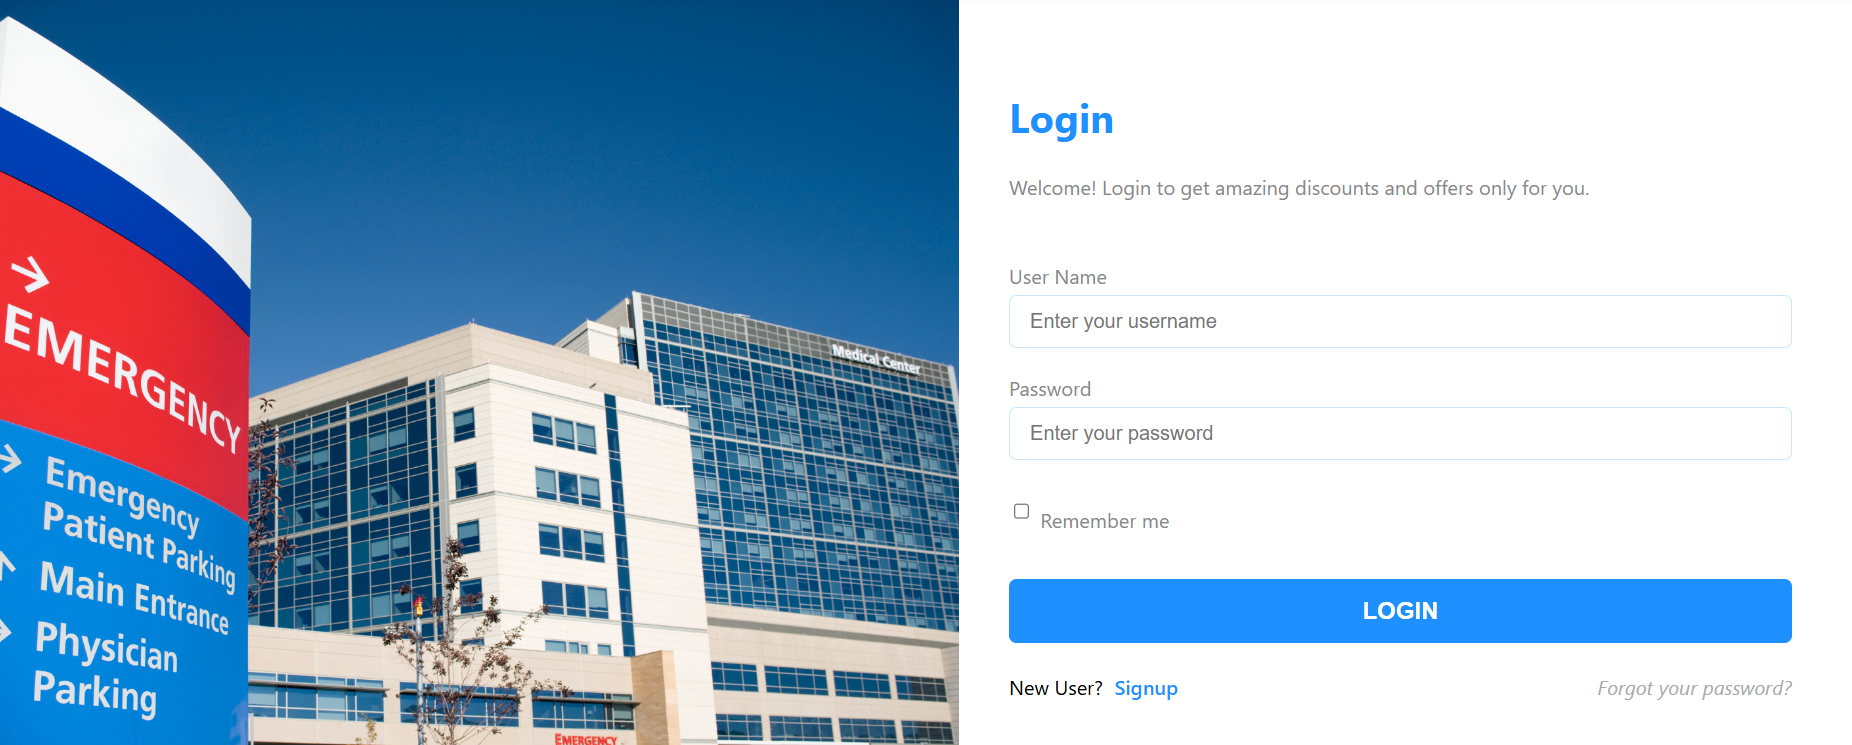 EMERGENCY
Emergency
Patient Parking
Main Entrance
Physician
Parking
Medical Center
EMERGENCY
Login
Welcome! Login to get amazing discounts and offers only for you.
User Name
Enter your username
Password
Enter your password
Remember me
LOGIN
New User? Signup
Forgot your password?